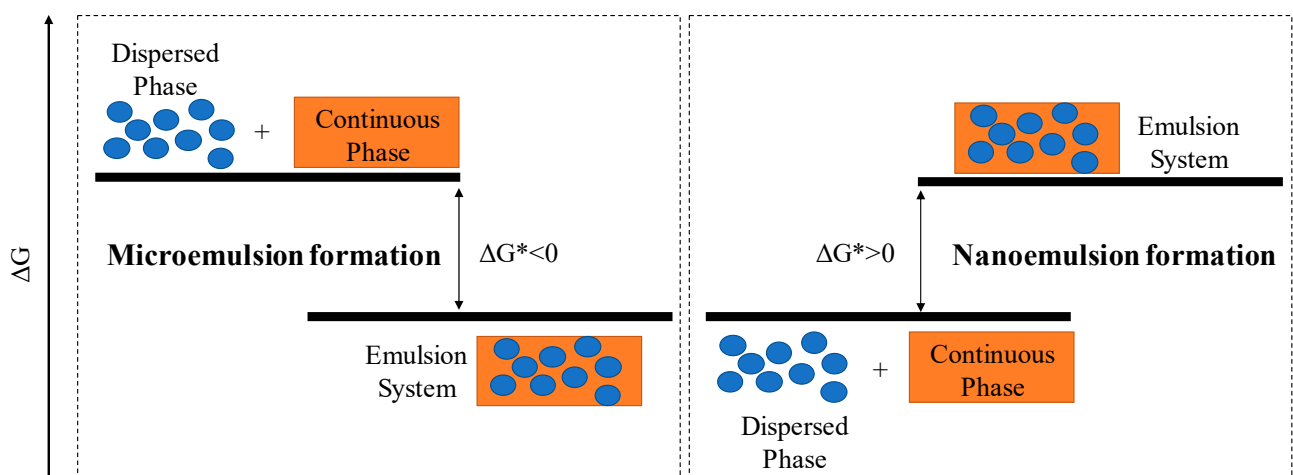 ΔG
Dispersed
Phase
+
Continuous
Phase
Microemulsion formation
ΔG*<0
Emulsion
System
Emulsion
System
ΔG*>0
Nanoemulsion formation
+
Continuous
Phase
Dispersed
Phase